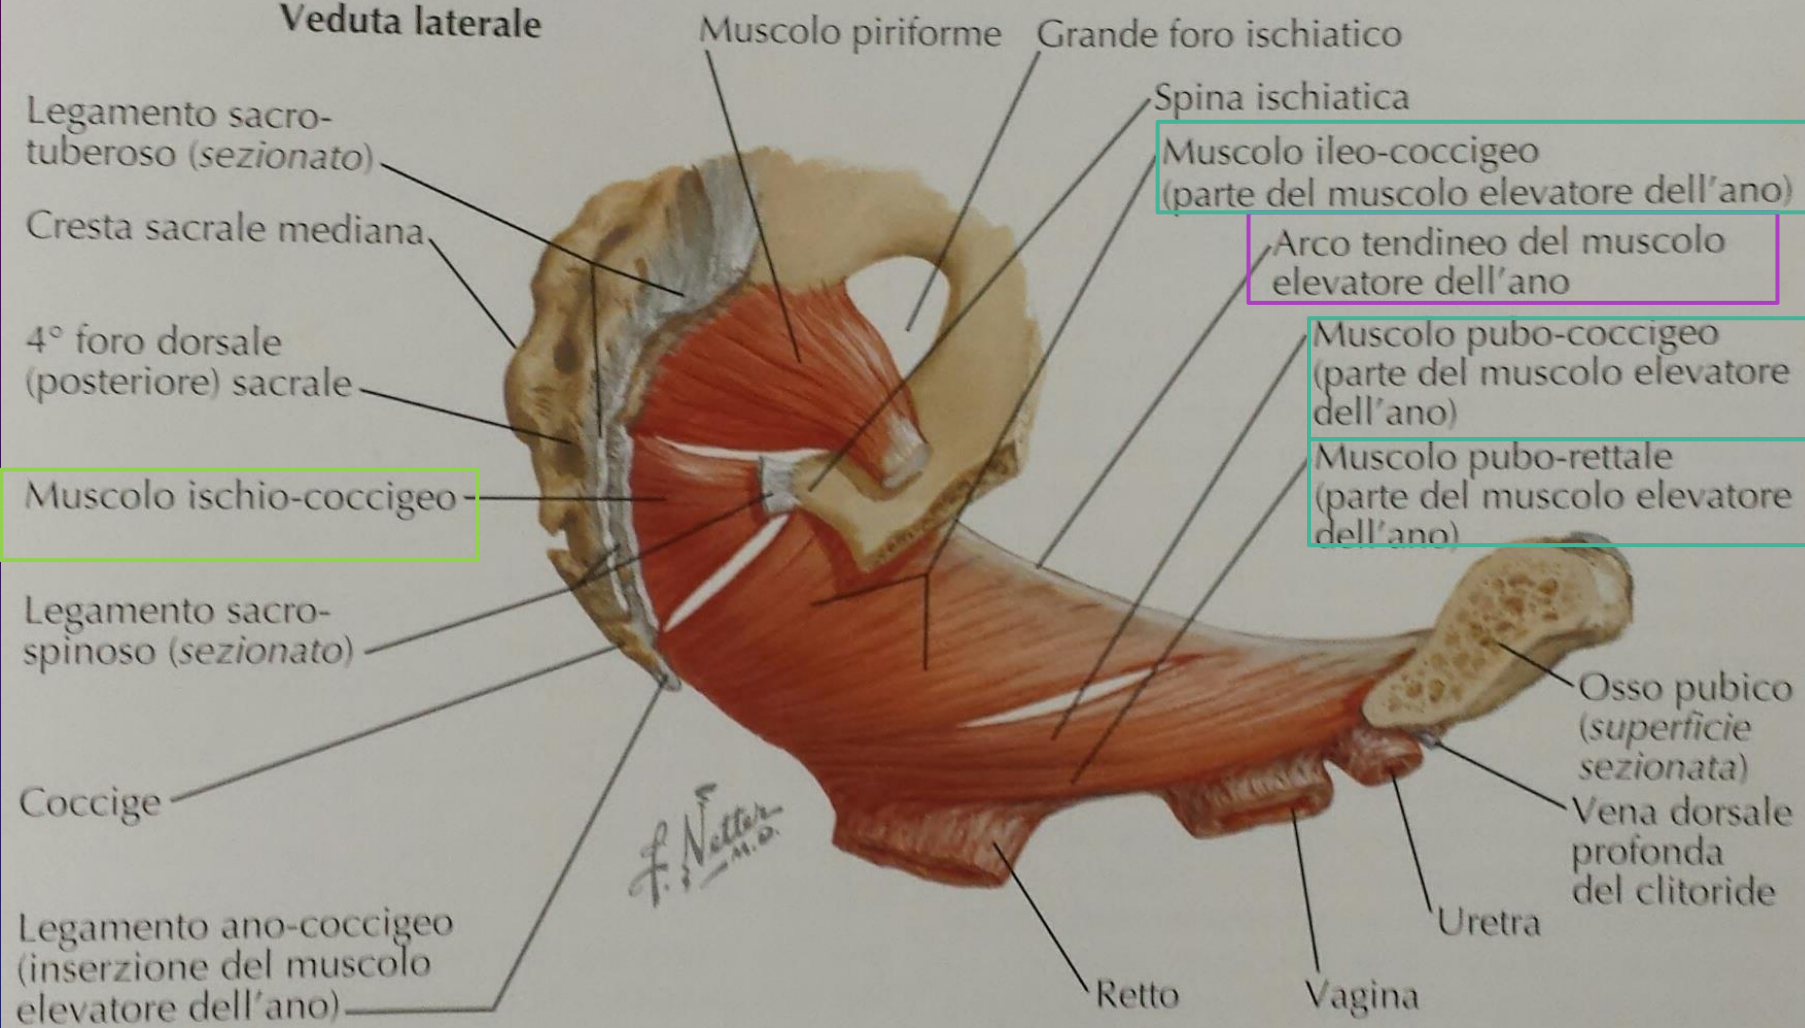 Veduta laterale
Muscolo piriforme
Grande foro ischiatico
Spina ischiatica
Legamento sacro-
tuberoso (sezionato)
Muscolo ileo-coccigeo
(parte del muscolo elevatore dell'ano)
Cresta sacrale mediana
Arco tendineo del muscolo
elevatore dell'ano
4° foro dorsale
(posteriore) sacrale
Muscolo pubo-coccigeo
(parte del muscolo elevatore
dell'ano)
Muscolo ischio-coccigeo
Muscolo pubo-rettale
(parte del muscolo elevatore
dell'ano)
Legamento sacro-
spinoso (sezionato)
Osso pubico
(superficie
sezionata)
Coccige
Vena dorsale
profonda
del clitoride
f. Netter
M.D.
Legamento ano-coccigeo
(inserzione del muscolo
elevatore dell'ano)
Uretra
Retto
Vagina